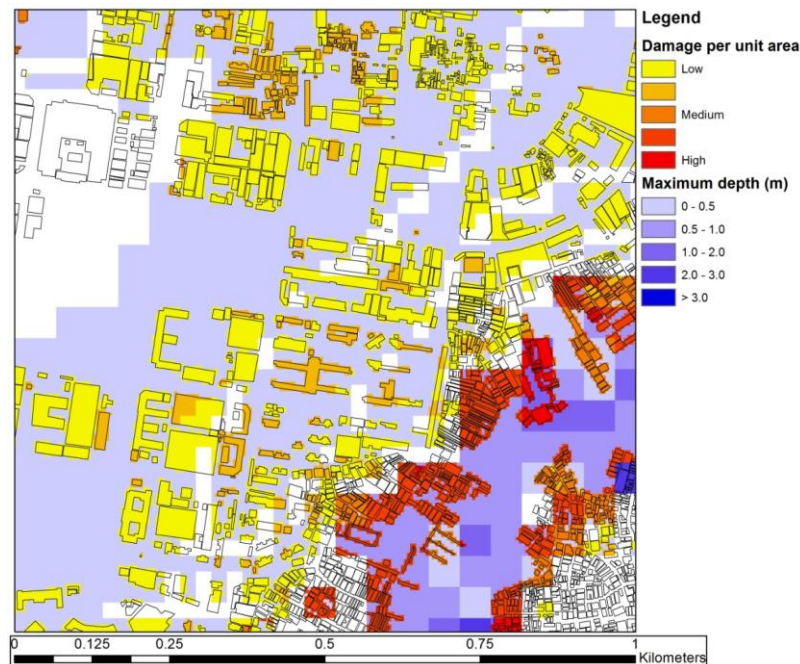 Legend
Damage per unit area
Low
Medium
High
Maximum depth (m)
0 - 0.5
0.5 - 1.0
1.0 - 2.0
2.0 - 3.0
> 3.0
0 0.125 0.25 0.5 0.75 1
Kilometers